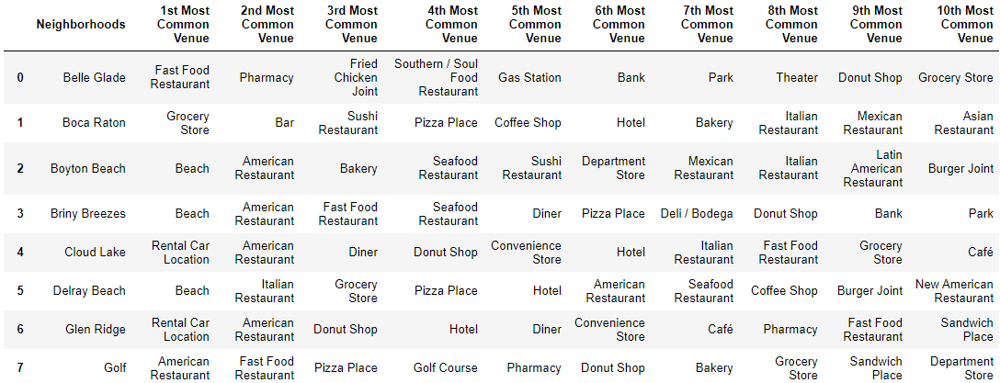 Neighborhoods 1st Most Common Venue 2nd Most Common Venue 3rd Most Common Venue 4th Most Common Venue 5th Most Common Venue 6th Most Common Venue 7th Most Common Venue 8th Most Common Venue 9th Most Common Venue 10th Most Common Venue
0 Belle Glade Fast Food Restaurant Pharmacy Fried Chicken Joint Southern / Soul Food Restaurant Gas Station Bank Park Theater Donut Shop Grocery Store
1 Boca Raton Grocery Store Bar Sushi Restaurant Pizza Place Coffee Shop Hotel Bakery Italian Restaurant Mexican Restaurant Asian Restaurant
2 Boyton Beach Beach American Restaurant Bakery Seafood Restaurant Sushi Restaurant Department Store Mexican Restaurant Italian Restaurant Latin American Restaurant Burger Joint
3 Briny Breezes Beach American Restaurant Fast Food Restaurant Seafood Restaurant Diner Pizza Place Deli / Bodega Donut Shop Bank Park
4 Cloud Lake Rental Car Location American Restaurant Diner Donut Shop Convenience Store Hotel Italian Restaurant Fast Food Restaurant Grocery Store Café
5 Delray Beach Beach Italian Restaurant Grocery Store Pizza Place Hotel American Restaurant Seafood Restaurant Coffee Shop Burger Joint New American Restaurant
6 Glen Ridge Rental Car Location American Restaurant Donut Shop Hotel Diner Convenience Store Café Pharmacy Fast Food Restaurant Sandwich Place
7 Golf American Restaurant Fast Food Restaurant Pizza Place Golf Course Pharmacy Donut Shop Bakery Grocery Store Sandwich Place Department Store